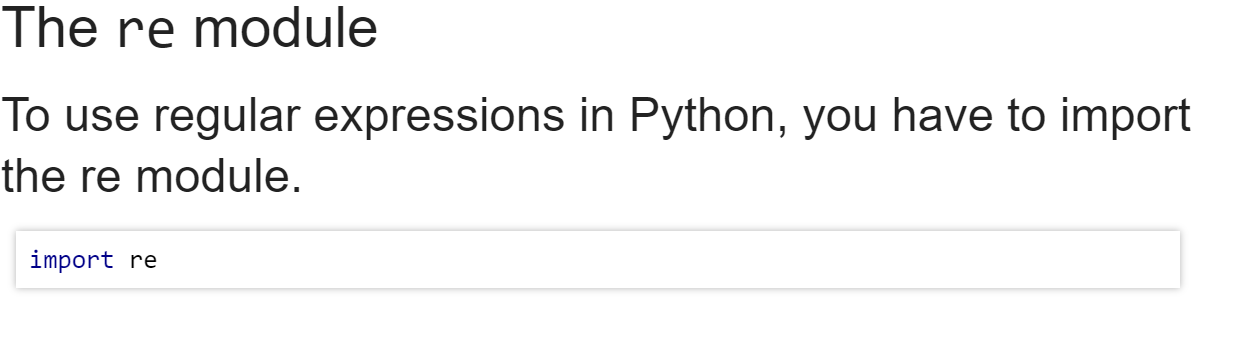 The re module
To use regular expressions in Python, you have to import
the re module.
import re